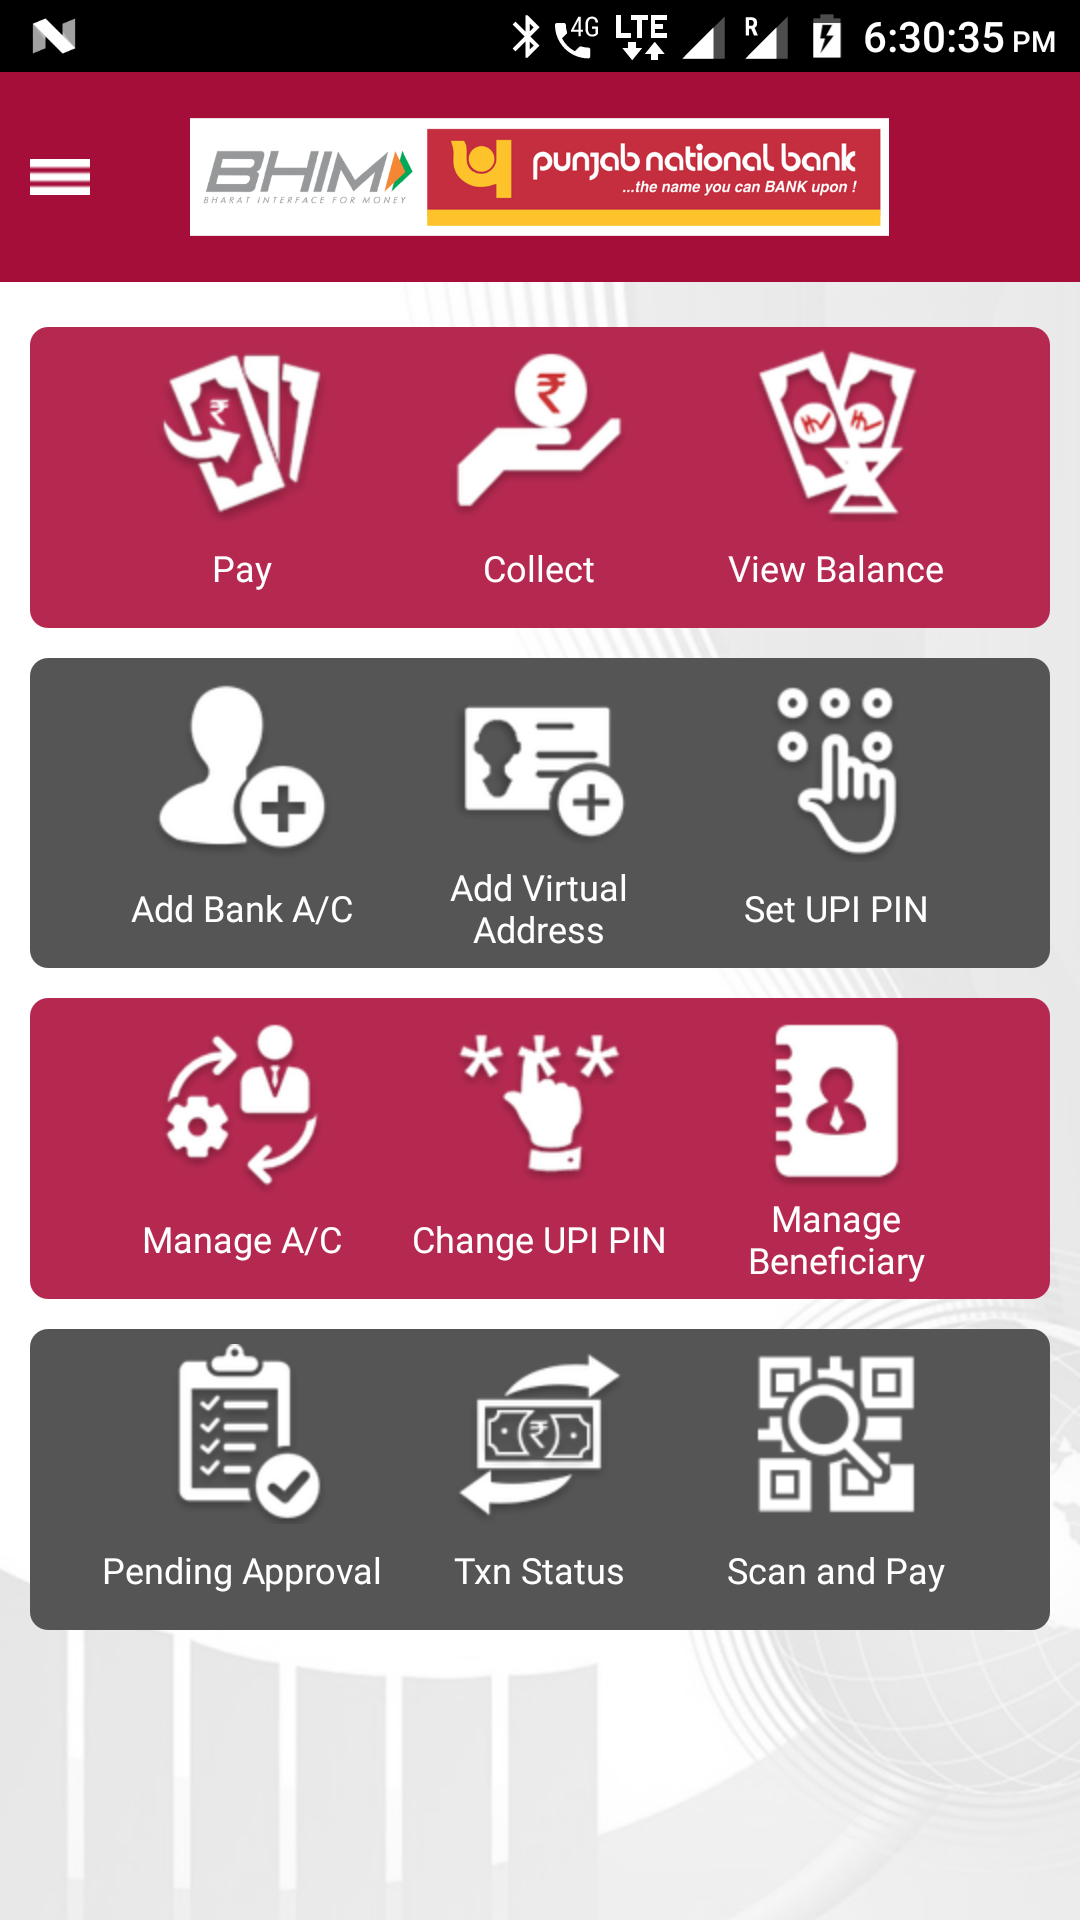 4G LTE R 6:30:35 PM
BHIM
BHARAT INTERFACE FOR MONEY
punjab national bank
...the name you can BANK upon !
Pay
Collect
View Balance
Add Bank A/C
Add Virtual
Address
Set UPI PIN
Manage A/C
Change UPI PIN
Manage
Beneficiary
Pending Approval
Txn Status
Scan and Pay